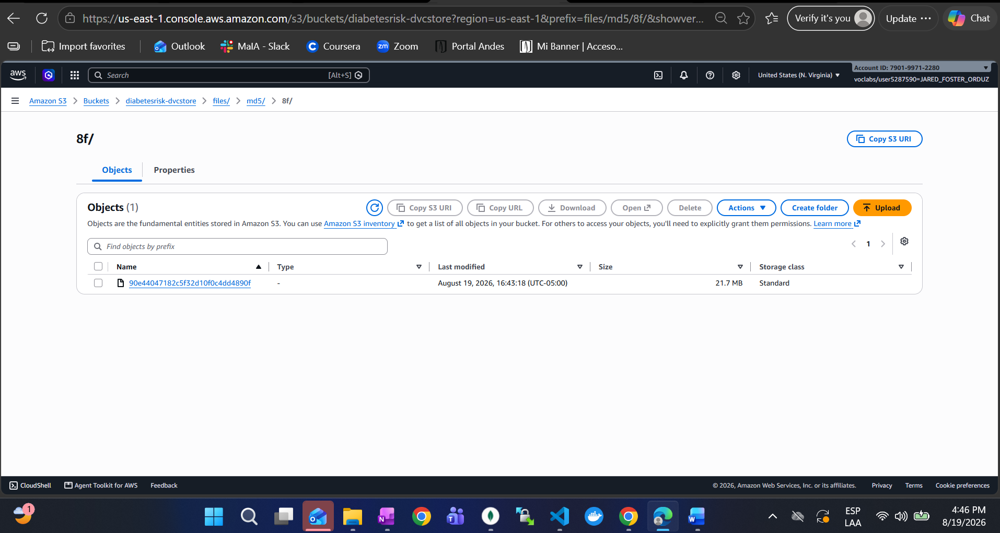 https://us-east-1.console.aws.amazon.com/s3/buckets/diabetesrisk-dvcstore?region=us-east-1&prefix=files/md5/8f/&showver...
Verify it's you
Update
Chat
Import favorites
Outlook
MaIA - Slack
Coursera
zm Zoom
Portal Andes
Mi Banner | Acceso...
aws
Search
[Alt+S]
United States (N. Virginia)
Account ID: 7901-9971-2280
voclabs/user5287590=JARED_FOSTER_ORDUZ
Amazon S3 > Buckets > diabetesrisk-dvcstore > files/ > md5/ > 8f/
8f/
Copy S3 URI
Objects
Properties
Objects (1)
Copy S3 URI
Copy URL
Download
Open
Delete
Actions
Create folder
Upload
Objects are the fundamental entities stored in Amazon S3. You can use Amazon S3 inventory to get a list of all objects in your bucket. For others to access your objects, you'll need to explicitly grant them permissions. Learn more
Find objects by prefix
1
Name
Type
Last modified
Size
Storage class
90e44047182c5f32d10f0c4dd4890f
-
August 19, 2026, 16:43:18 (UTC-05:00)
21.7 MB
Standard
CloudShell
Agent Toolkit for AWS
Feedback
© 2026, Amazon Web Services, Inc. or its affiliates.
Privacy
Terms
Cookie preferences
1
ESP
LAA
4:46 PM
8/19/2026